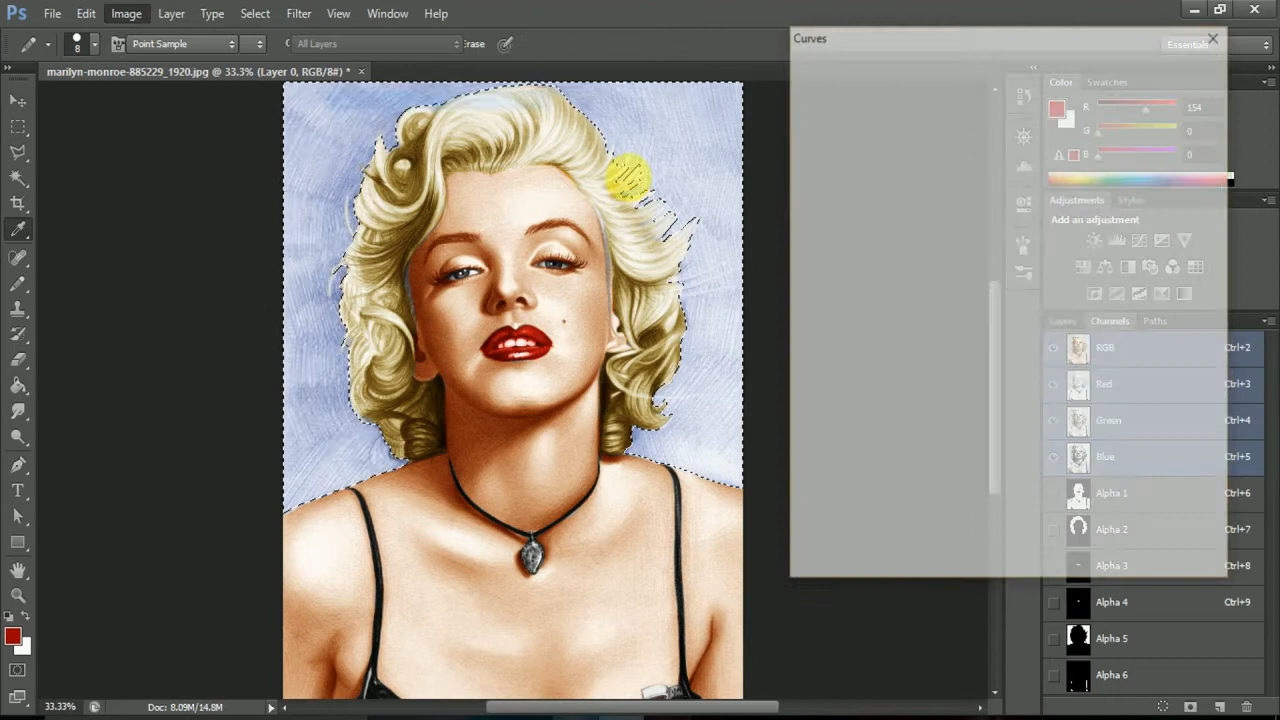 Ps File Edit Image Layer Type Select Filter View Window Help
8 Point Sample All Layers Erase
Curves
Essentials
marilyn-monroe-885229_1920.jpg @ 33.3% (Layer 0, RGB/8#) *
Color Swatches
R 154
G 0
B 0
Adjustments Styles
Add an adjustment
Layers Channels Paths
RGB Ctrl+2
Red Ctrl+3
Green Ctrl+4
Blue Ctrl+5
Alpha 1 Ctrl+6
Alpha 2 Ctrl+7
Alpha 3 Ctrl+8
Alpha 4 Ctrl+9
Alpha 5
Alpha 6
33.33% Doc: 8.09M/14.8M